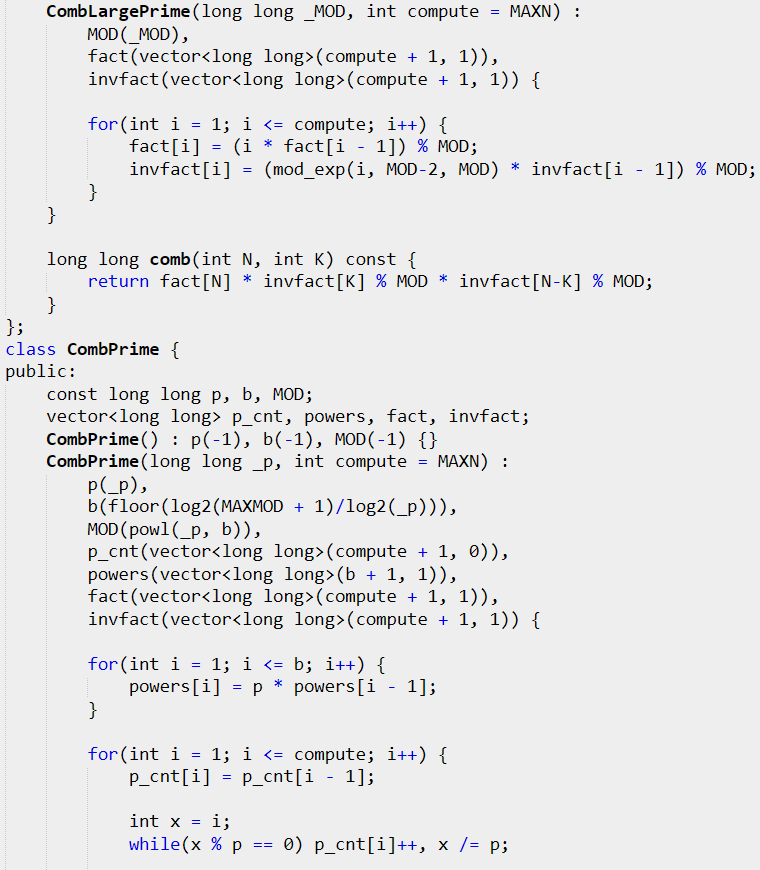 CombLargePrime(long long _MOD, int compute = MAXN) :
        MOD(_MOD),
        fact(vector<long long>(compute + 1, 1)),
        invfact(vector<long long>(compute + 1, 1)) {

        for(int i = 1; i <= compute; i++) {
            fact[i] = (i * fact[i - 1]) % MOD;
            invfact[i] = (mod_exp(i, MOD-2, MOD) * invfact[i - 1]) % MOD;
        }
    }

    long long comb(int N, int K) const {
        return fact[N] * invfact[K] % MOD * invfact[N-K] % MOD;
    }
};
class CombPrime {
public:
    const long long p, b, MOD;
    vector<long long> p_cnt, powers, fact, invfact;
    CombPrime() : p(-1), b(-1), MOD(-1) {}
    CombPrime(long long _p, int compute = MAXN) :
        p(_p),
        b(floor(log2(MAXMOD + 1)/log2(_p))),
        MOD(powl(_p, b)),
        p_cnt(vector<long long>(compute + 1, 0)),
        powers(vector<long long>(b + 1, 1)),
        fact(vector<long long>(compute + 1, 1)),
        invfact(vector<long long>(compute + 1, 1)) {

        for(int i = 1; i <= b; i++) {
            powers[i] = p * powers[i - 1];
        }

        for(int i = 1; i <= compute; i++) {
            p_cnt[i] = p_cnt[i - 1];

            int x = i;
            while(x % p == 0) p_cnt[i]++, x /= p;